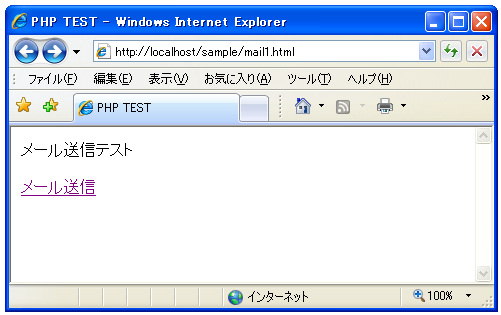 PHP TEST - Windows Internet Explorer
http://localhost/sample/mail1.html
ファイル(F) 編集(E) 表示(V) お気に入り(A) ツール(T) ヘルプ(H)
PHP TEST
メール送信テスト
メール送信
インターネット 100%